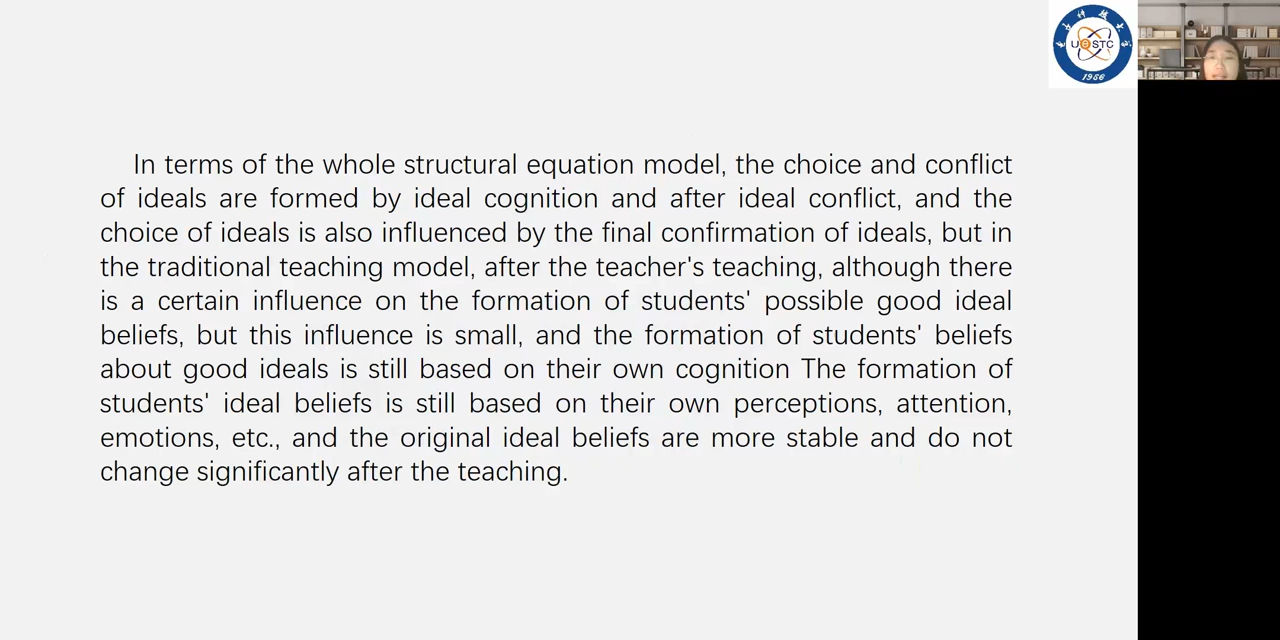 In terms of the whole structural equation model, the choice and conflict
of ideals are formed by ideal cognition and after ideal conflict, and the
choice of ideals is also influenced by the final confirmation of ideals, but in
the traditional teaching model, after the teacher's teaching, although there
is a certain influence on the formation of students' possible good ideal
beliefs, but this influence is small, and the formation of students' beliefs
about good ideals is still based on their own cognition The formation of
students' ideal beliefs is still based on their own perceptions, attention,
emotions, etc., and the original ideal beliefs are more stable and do not
change significantly after the teaching.
UESTC
1956